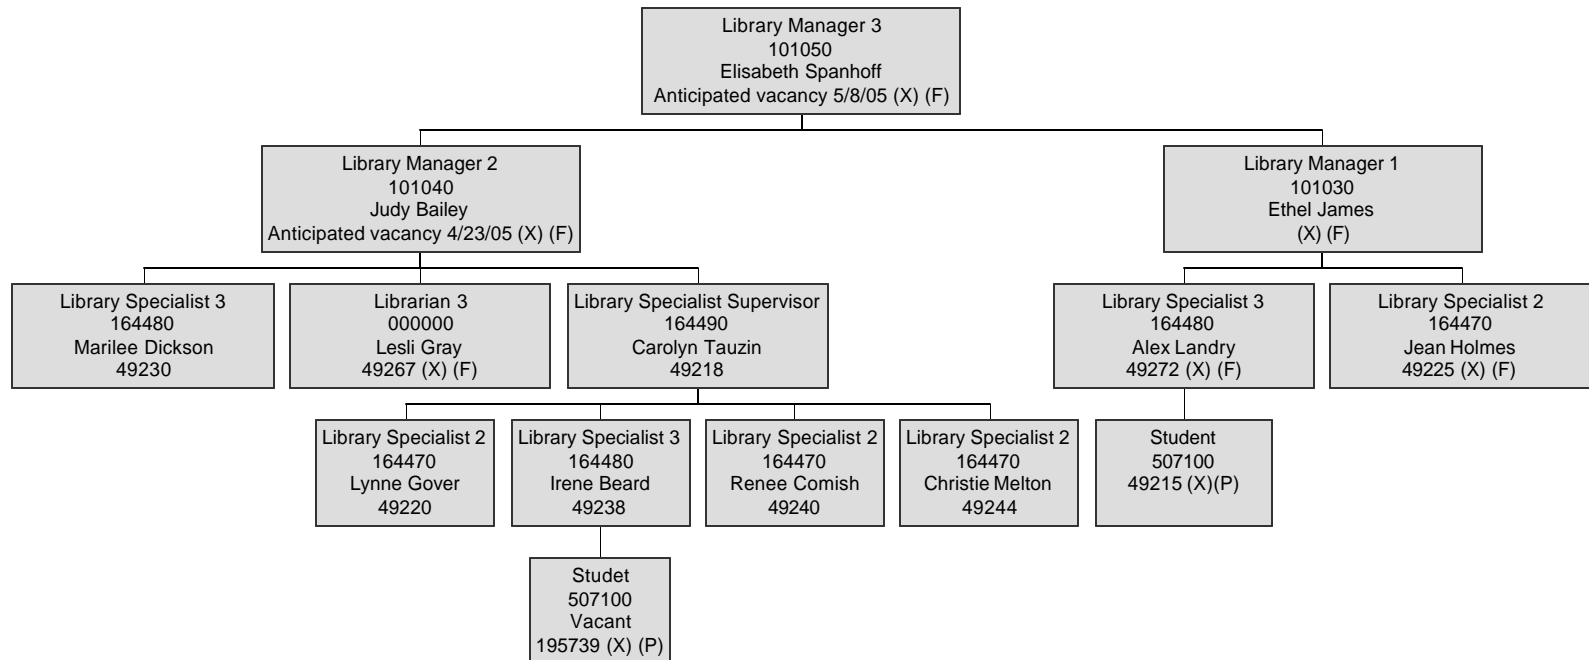 Library Manager 3
101050
Elisabeth Spanhoff
Anticipated vacancy 5/8/05 (X) (F)
Library Manager 2
101040
Judy Bailey
Anticipated vacancy 4/23/05 (X) (F)
Library Manager 1
101030
Ethel James
(X) (F)
Library Specialist 3
164480
Marilee Dickson
49230
Librarian 3
000000
Lesli Gray
49267 (X) (F)
Library Specialist Supervisor
164490
Carolyn Tauzin
49218
Library Specialist 3
164480
Alex Landry
49272 (X) (F)
Library Specialist 2
164470
Jean Holmes
49225 (X) (F)
Library Specialist 2
164470
Lynne Gover
49220
Library Specialist 3
164480
Irene Beard
49238
Library Specialist 2
164470
Renee Comish
49240
Library Specialist 2
164470
Christie Melton
49244
Student
507100
49215 (X)(P)
Studet
507100
Vacant
195739 (X) (P)